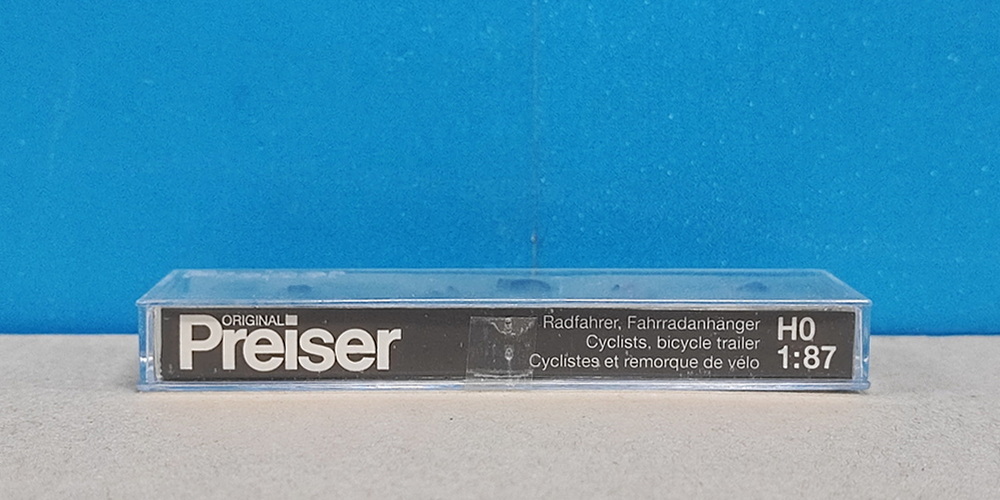 ORIGINAL
Preiser
Radfahrer, Fahrradanhänger
Cyclists, bicycle trailer
Cyclistes et remorque de vélo
H0
1:87